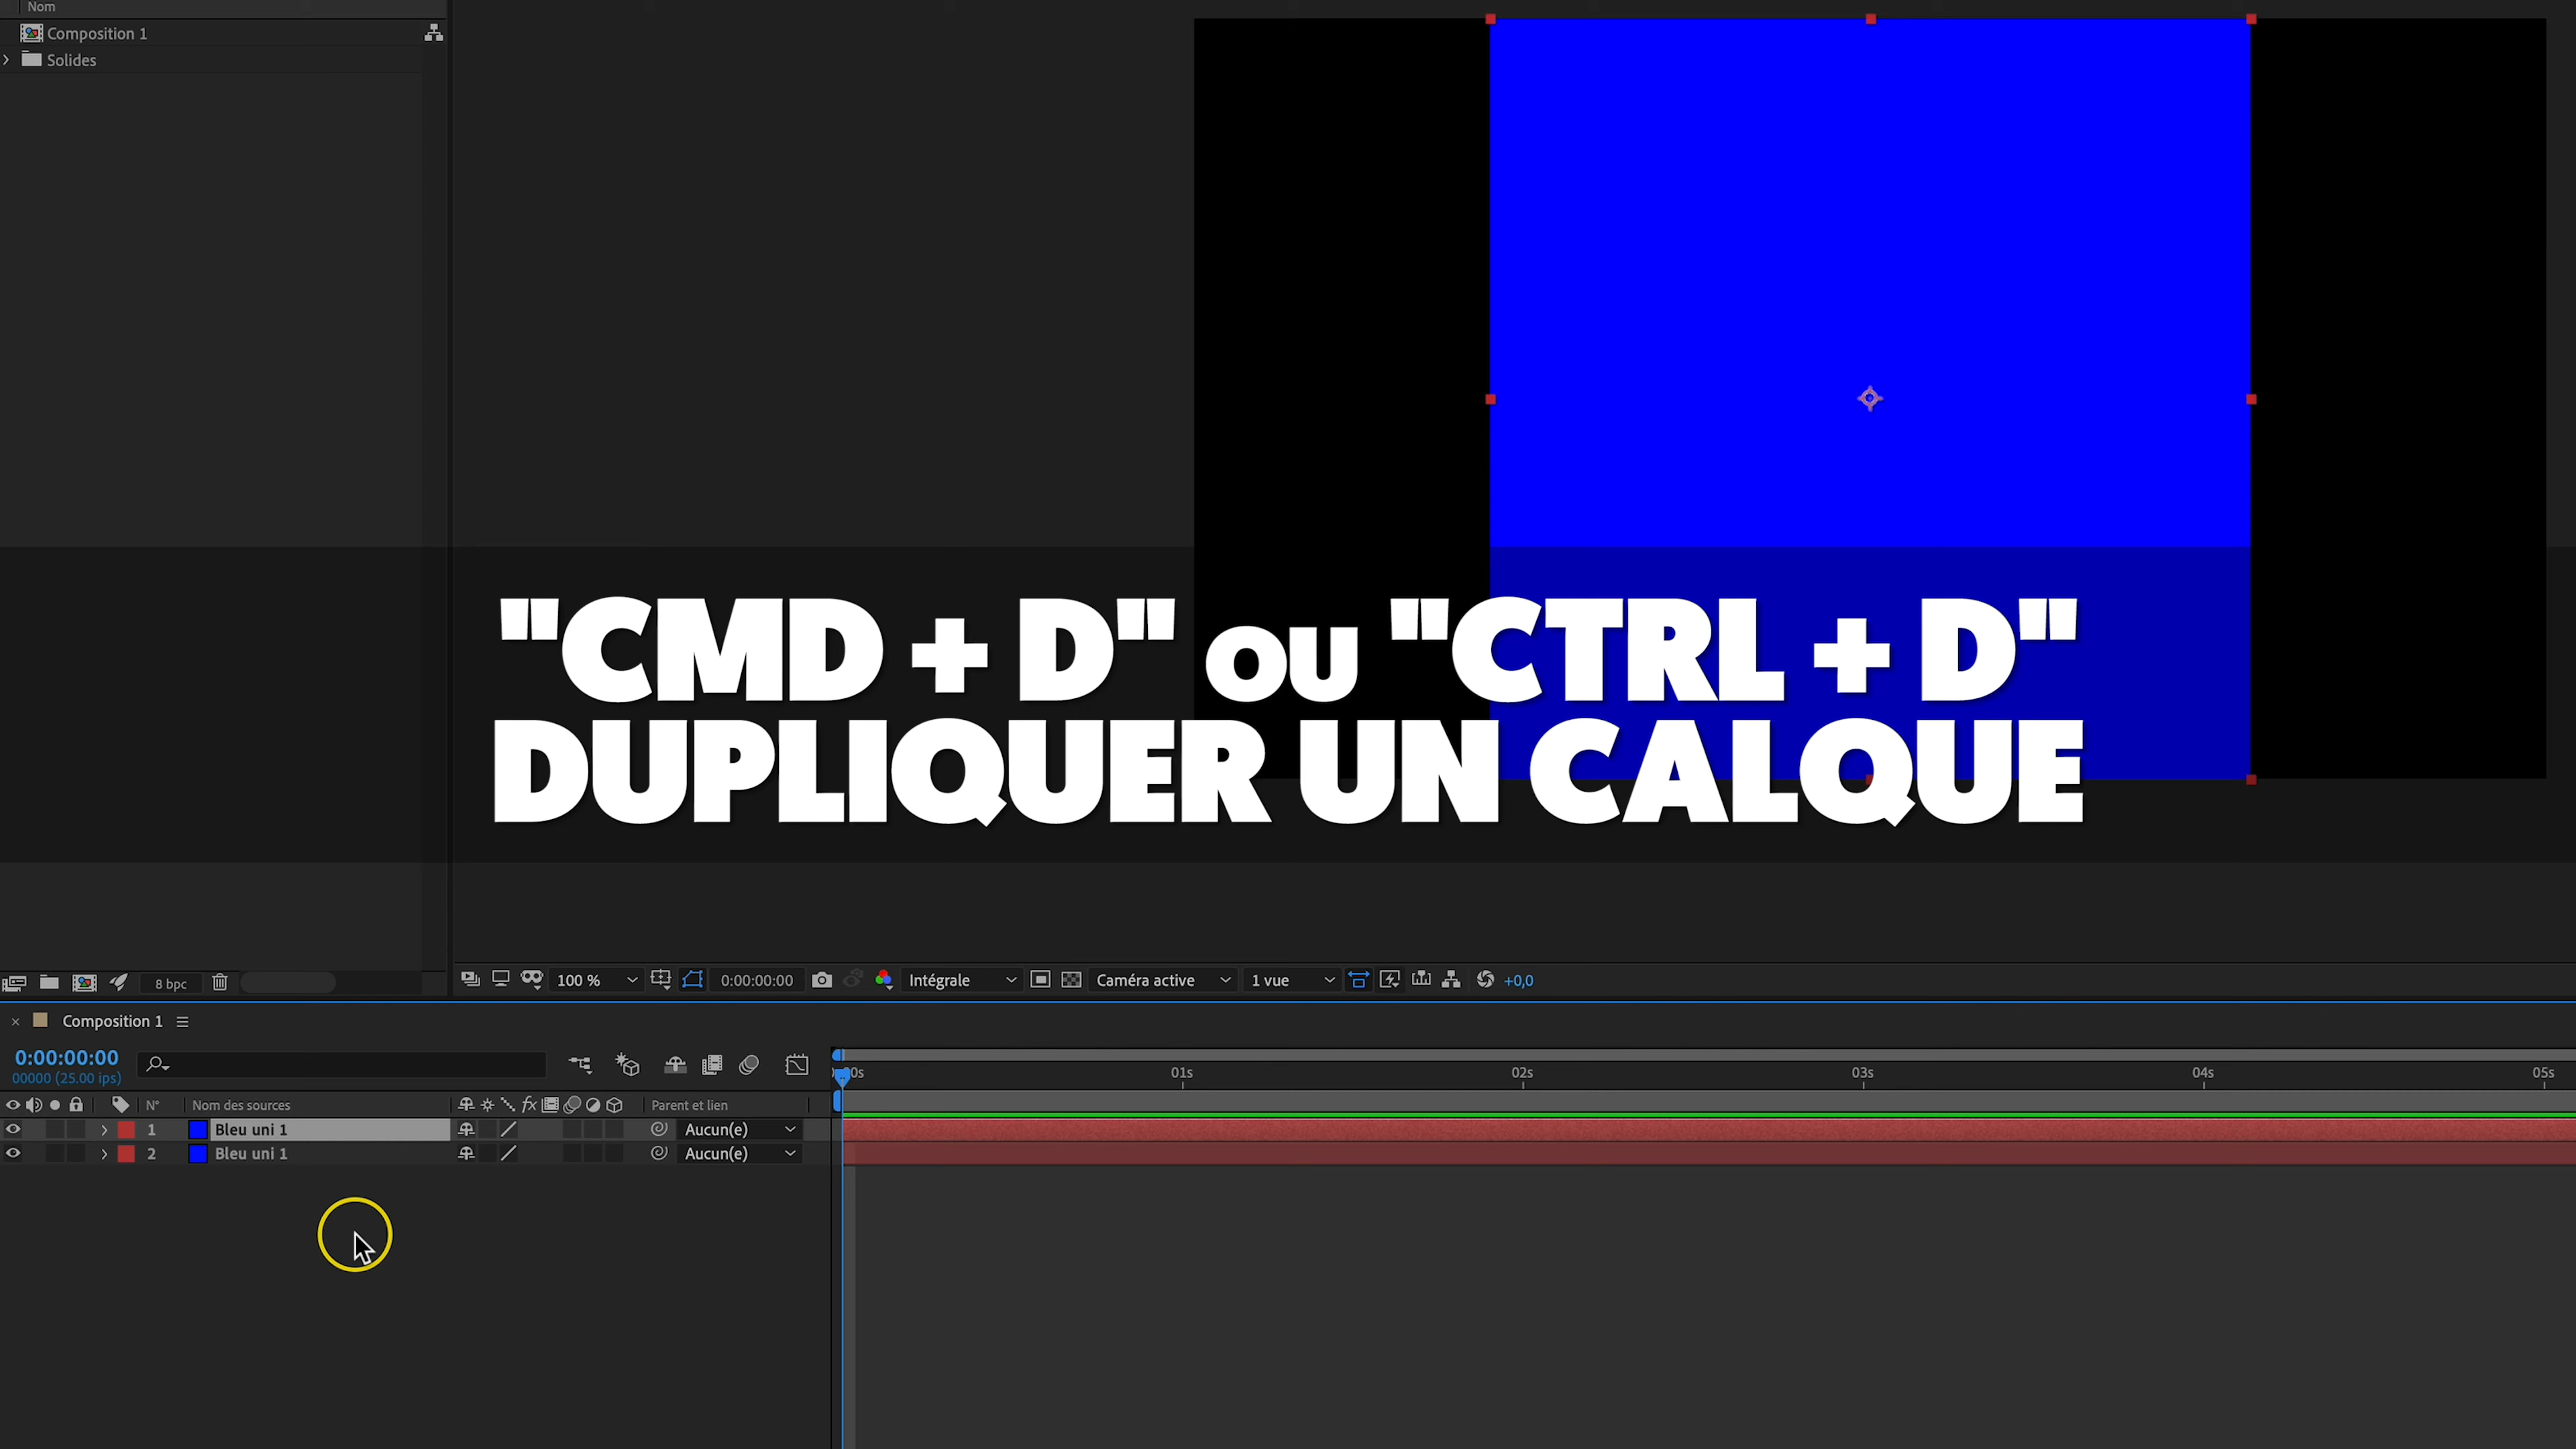 Nom
Composition 1
Solides
"CMD + D" OU "CTRL + D"
DUPLIQUER UN CALQUE
8 bpc
100 %
0:00:00:00
Intégrale
Caméra active
1 vue
+0,0
Composition 1
0:00:00:00
00000 (25.00 ips)
00s 01s 02s 03s 04s 05s
N° Nom des sources fx Parent et lien
1 Bleu uni 1 Aucun(e)
2 Bleu uni 1 Aucun(e)